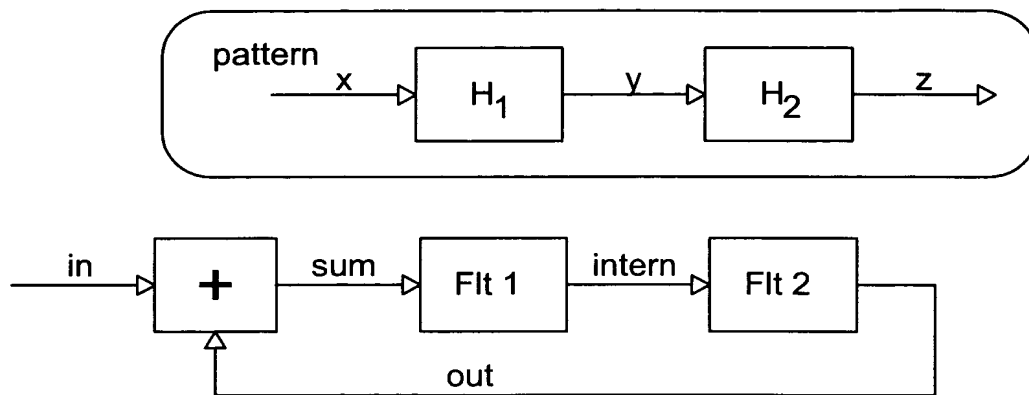 pattern
x H₁ y H₂ z
in + sum Flt 1 intern Flt 2
out